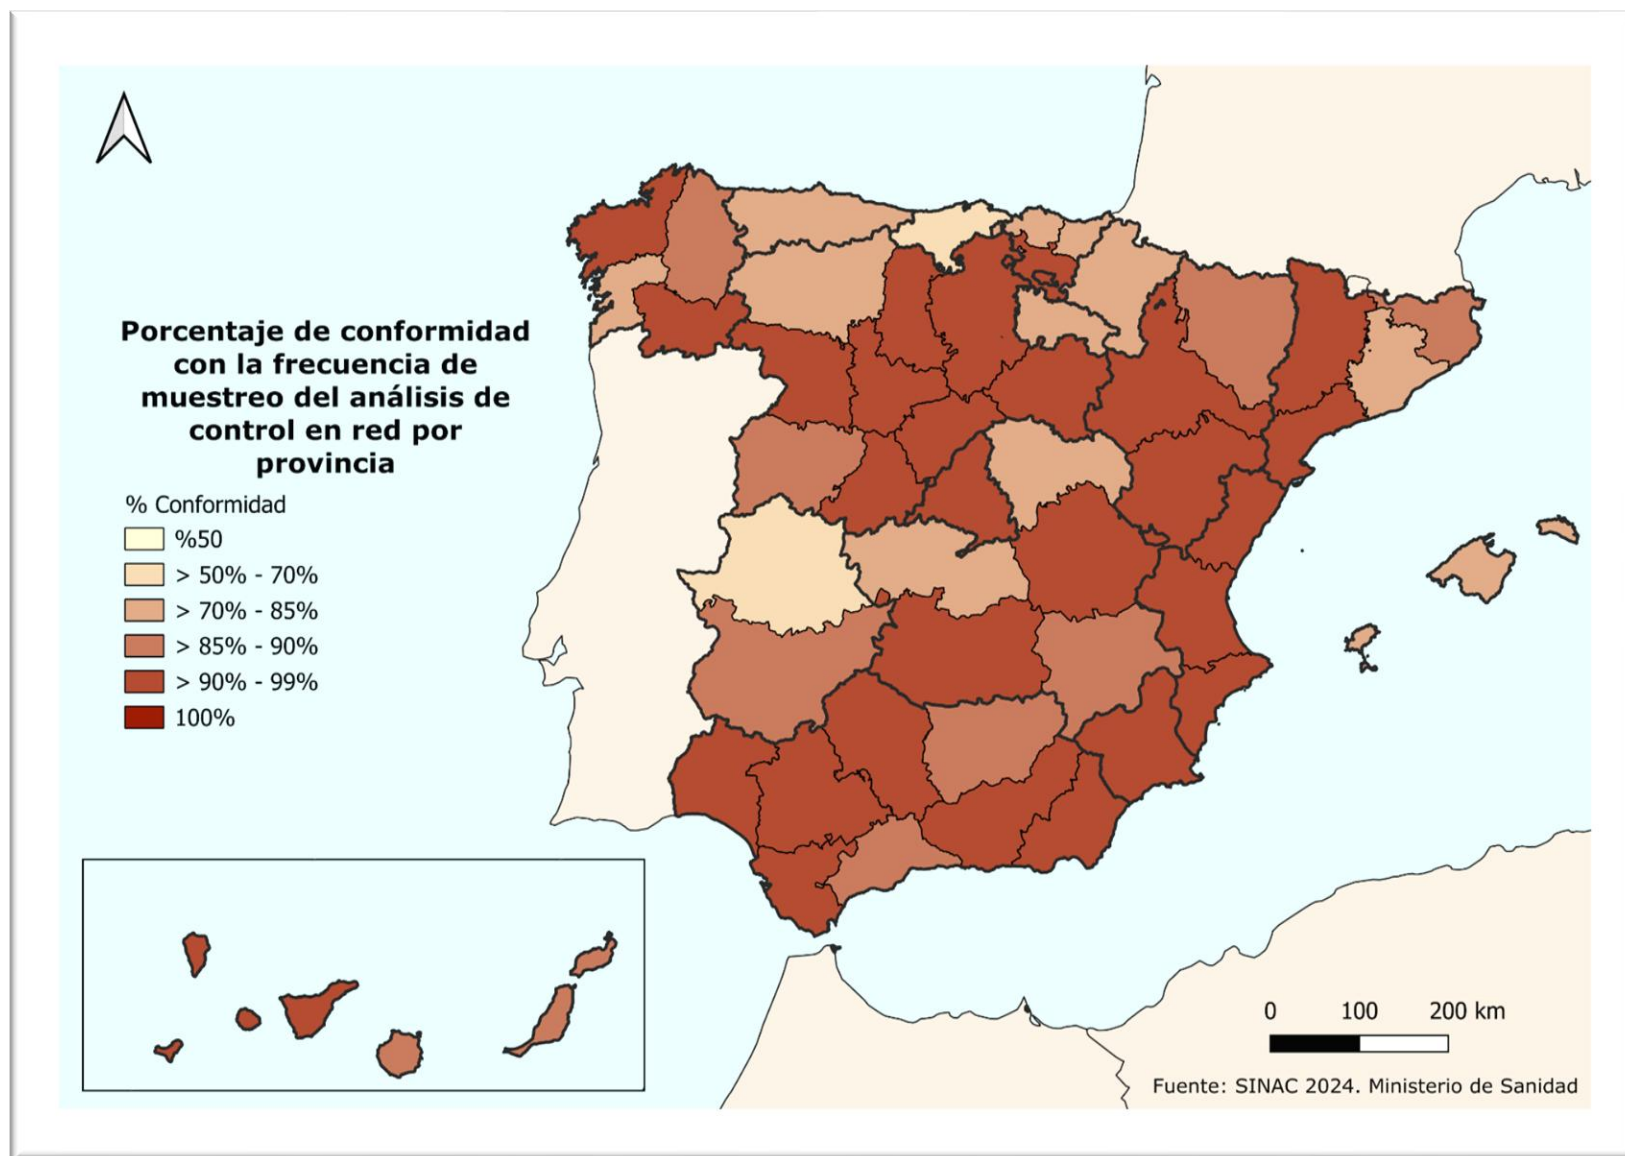 Porcentaje de conformidad
con la frecuencia de
muestreo del análisis de
control en red por
provincia
% Conformidad
%50
> 50% - 70%
> 70% - 85%
> 85% - 90%
> 90% - 99%
100%
0 100 200 km
Fuente: SINAC 2024. Ministerio de Sanidad